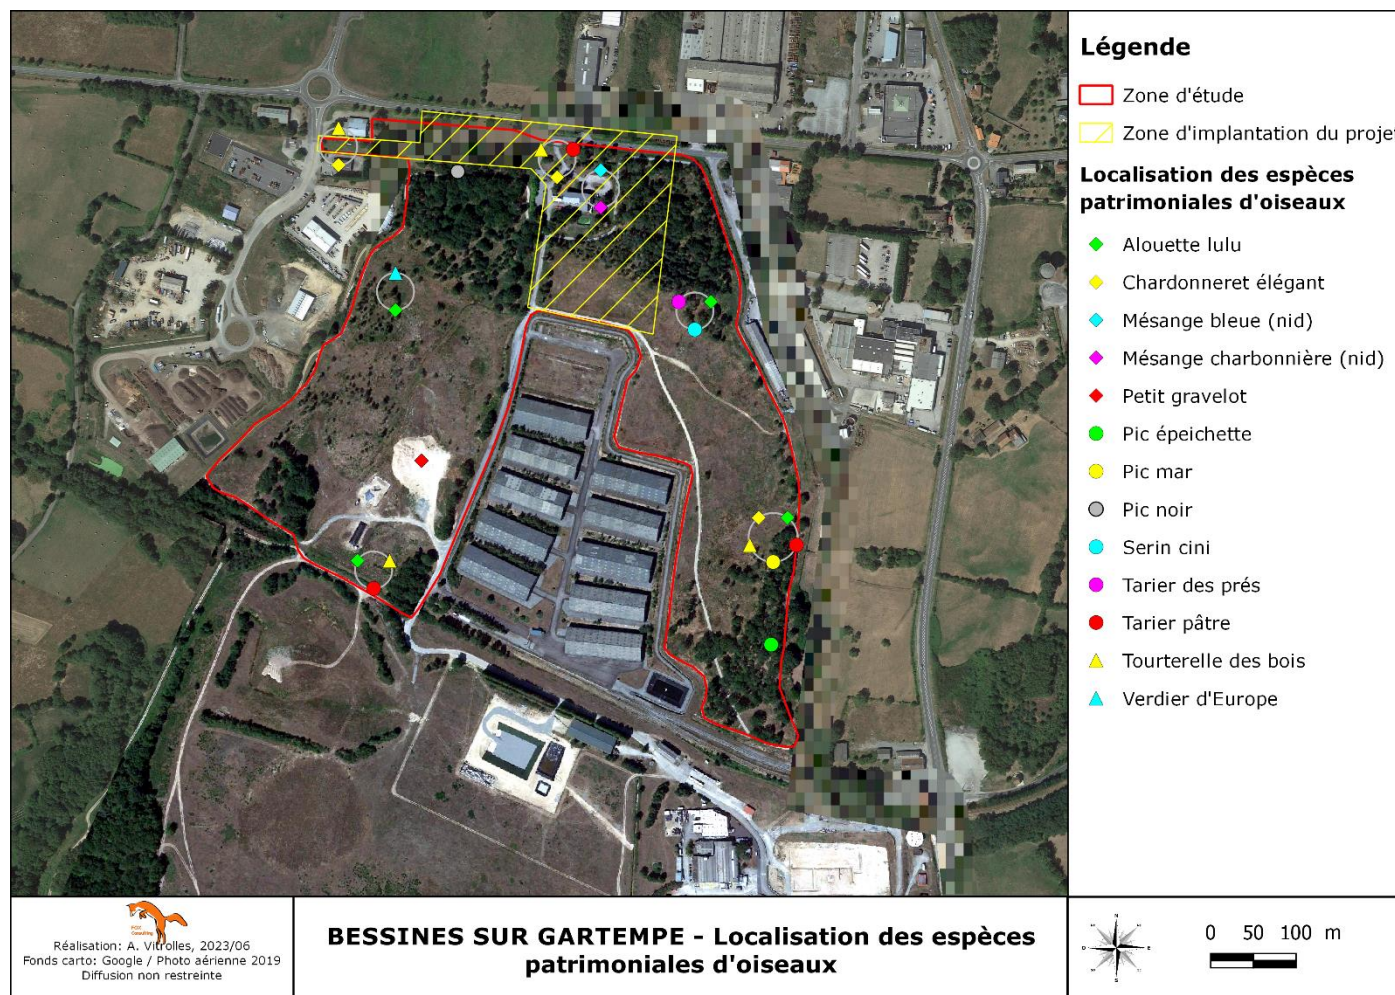 Légende
Zone d'étude
Zone d'implantation du projet
Localisation des espèces
patrimoniales d'oiseaux
Alouette lulu
Chardonneret élégant
Mésange bleue (nid)
Mésange charbonnière (nid)
Petit gravelot
Pic épeichette
Pic mar
Pic noir
Serin cini
Tarier des prés
Tarier pâtre
Tourterelle des bois
Verdier d'Europe
FOX
Consulting
Réalisation: A. Vitrolles, 2023/06
Fonds carto: Google / Photo aérienne 2019
Diffusion non restreinte
BESSINES SUR GARTEMPE - Localisation des espèces
patrimoniales d'oiseaux
N
O E
S
0 50 100 m